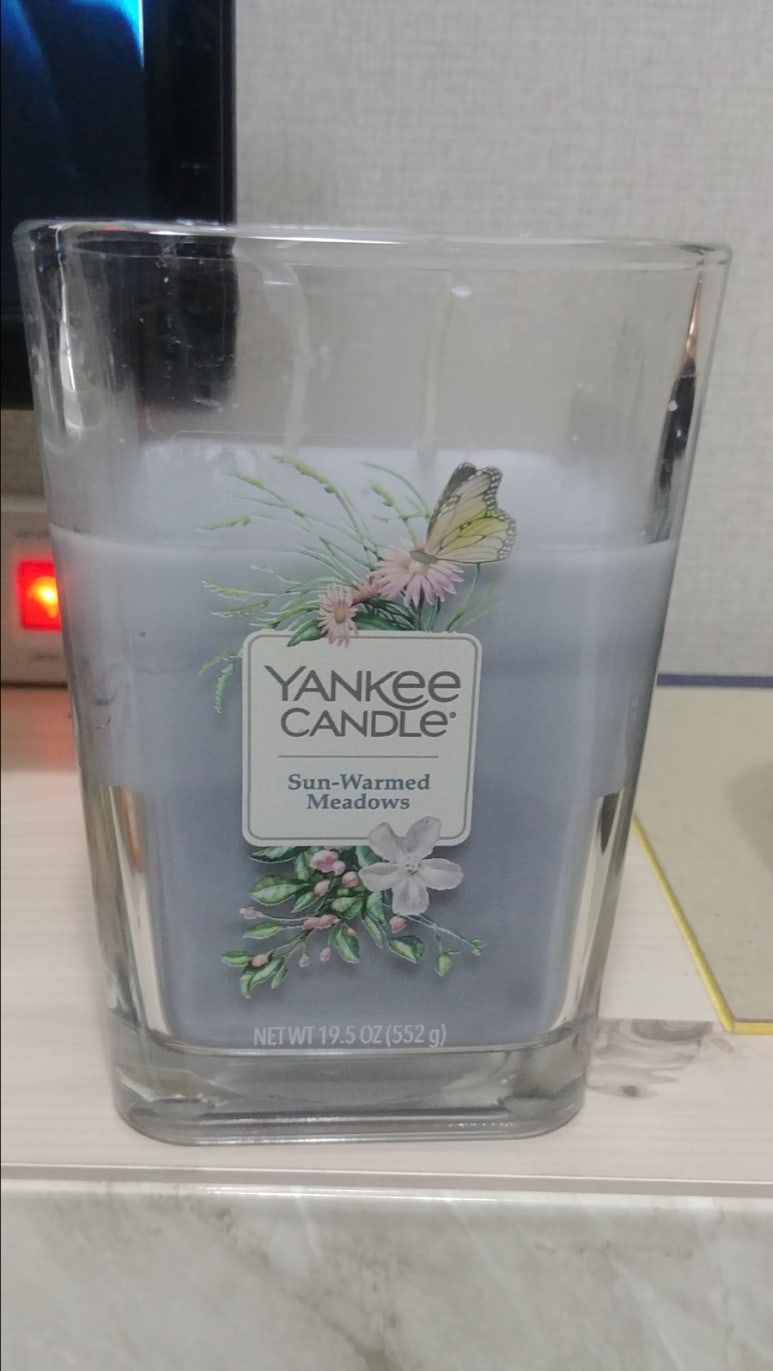 YANKEE
CANDLE®
Sun-Warmed
Meadows
NET WT 19.5 OZ (552 g)